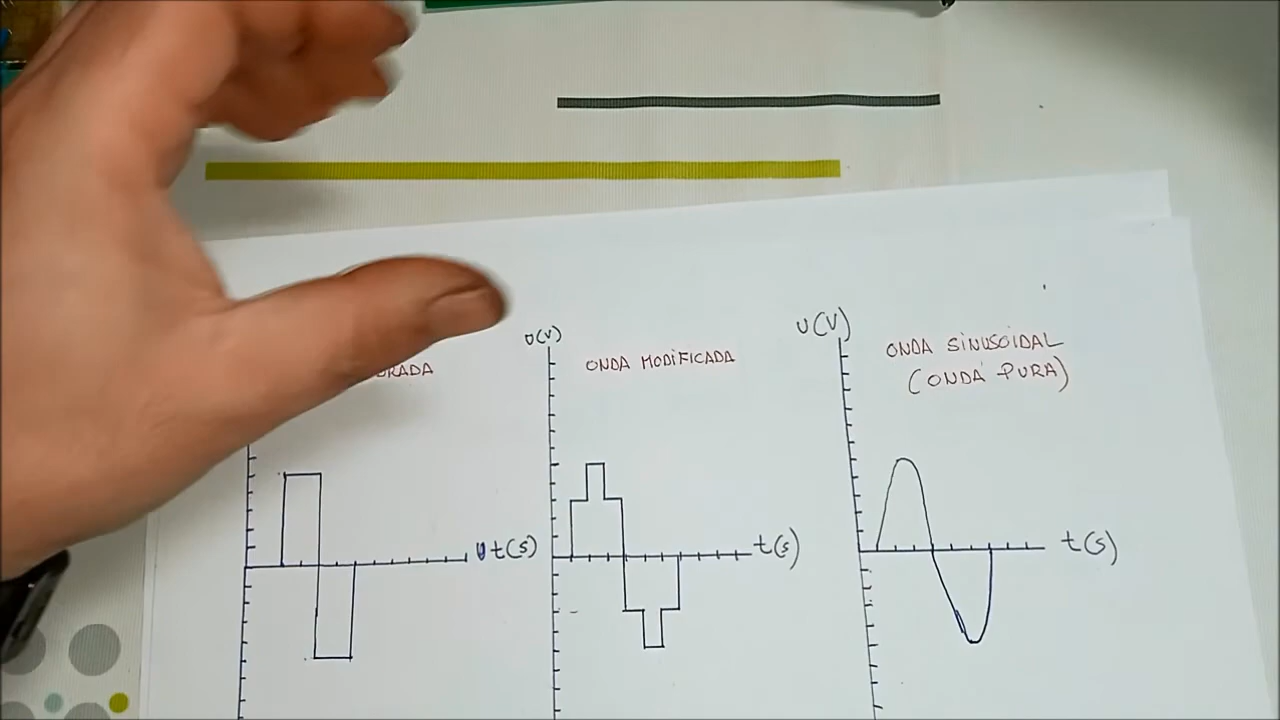 U(V)
ONDA MODIFICADA
U(V)
ONDA SINUSOIDAL
(ONDA PURA)
t(s)
t(s)
t(s)